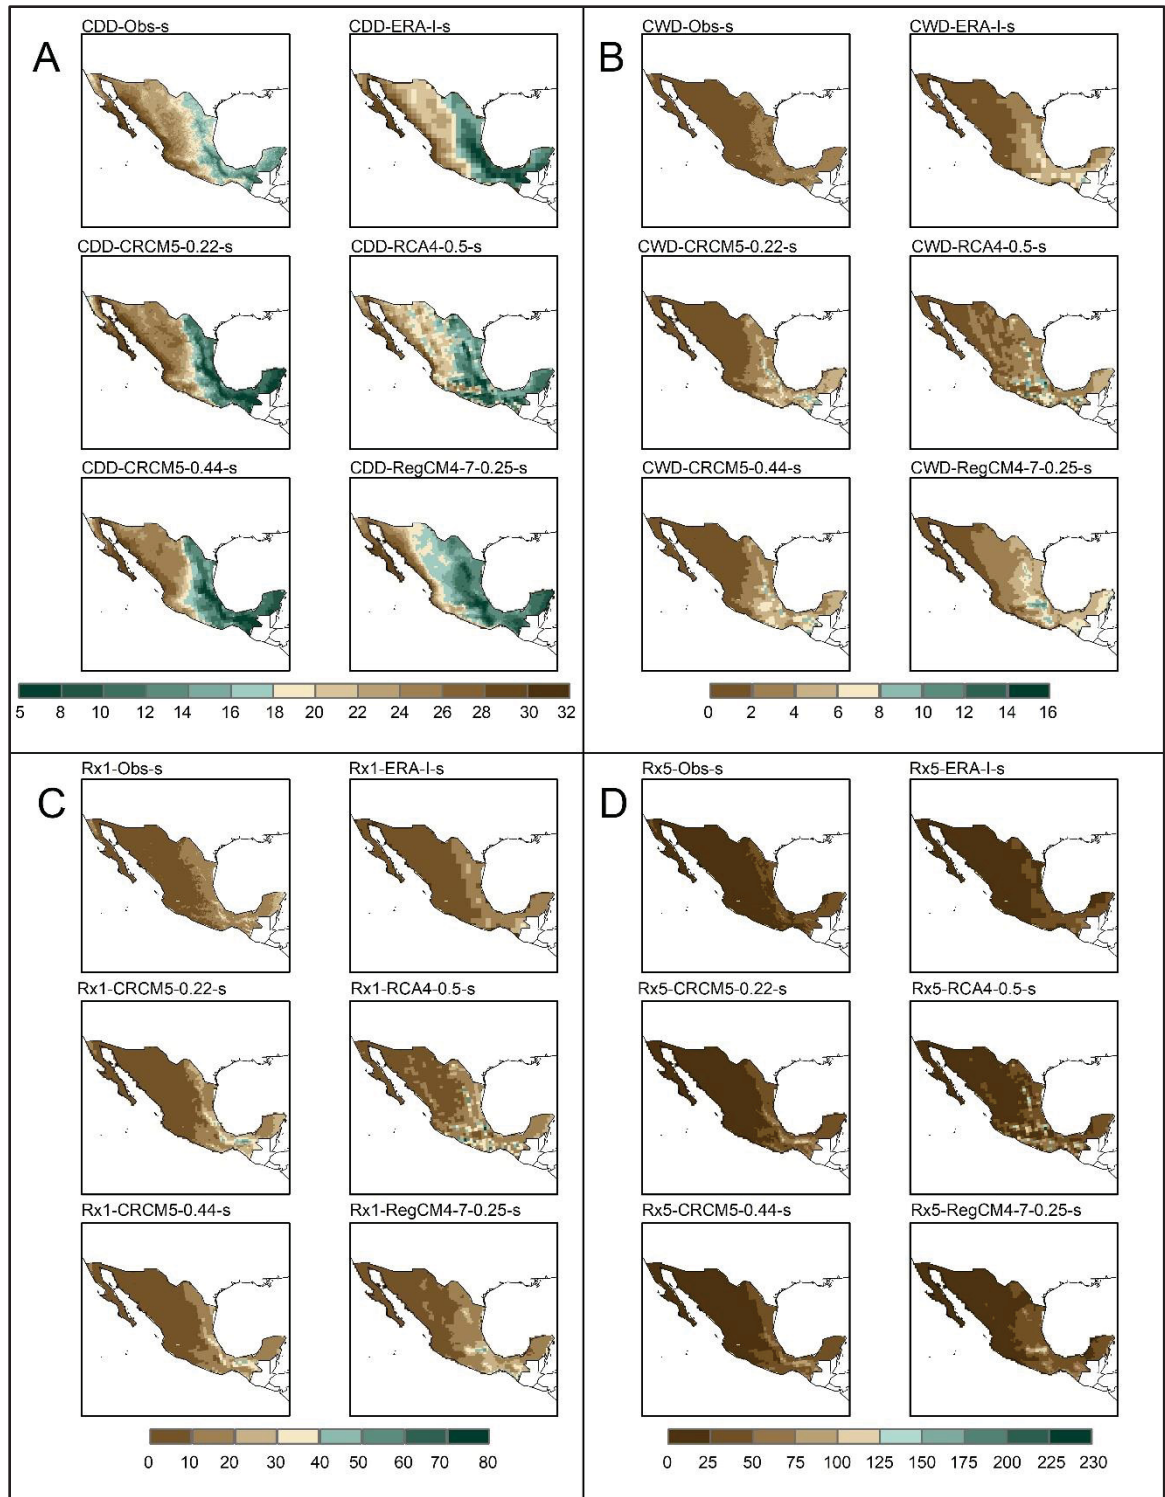 A
CDD-Obs-s
CDD-ERA-I-s
CDD-CRCM5-0.22-s
CDD-RCA4-0.5-s
CDD-CRCM5-0.44-s
CDD-RegCM4-7-0.25-s
5 8 10 12 14 16 18 20 22 24 26 28 30 32
B
CWD-Obs-s
CWD-ERA-I-s
CWD-CRCM5-0.22-s
CWD-RCA4-0.5-s
CWD-CRCM5-0.44-s
CWD-RegCM4-7-0.25-s
0 2 4 6 8 10 12 14 16
C
Rx1-Obs-s
Rx1-ERA-I-s
Rx1-CRCM5-0.22-s
Rx1-RCA4-0.5-s
Rx1-CRCM5-0.44-s
Rx1-RegCM4-7-0.25-s
0 10 20 30 40 50 60 70 80
D
Rx5-Obs-s
Rx5-ERA-I-s
Rx5-CRCM5-0.22-s
Rx5-RCA4-0.5-s
Rx5-CRCM5-0.44-s
Rx5-RegCM4-7-0.25-s
0 25 50 75 100 125 150 175 200 225 230